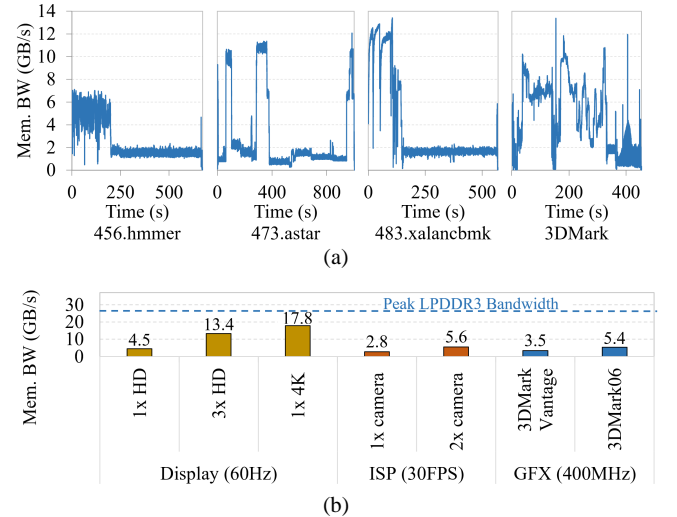 Mem. BW (GB/s)
14
12
10
8
6
4
2
0
0 250 500
0 400 800
0 250 500
0 200 400
Time (s) Time (s) Time (s) Time (s)
456.hmmer 473.astar 483.xalancbmk 3DMark
(a)
Mem. BW (GB/s)
30
20
10
0
Peak LPDDR3 Bandwidth
4.5 13.4 17.8 2.8 5.6 3.5 5.4
1x HD
3x HD
1x 4K
1x camera
2x camera
3DMark
Vantage
3DMark06
Display (60Hz) ISP (30FPS) GFX (400MHz)
(b)